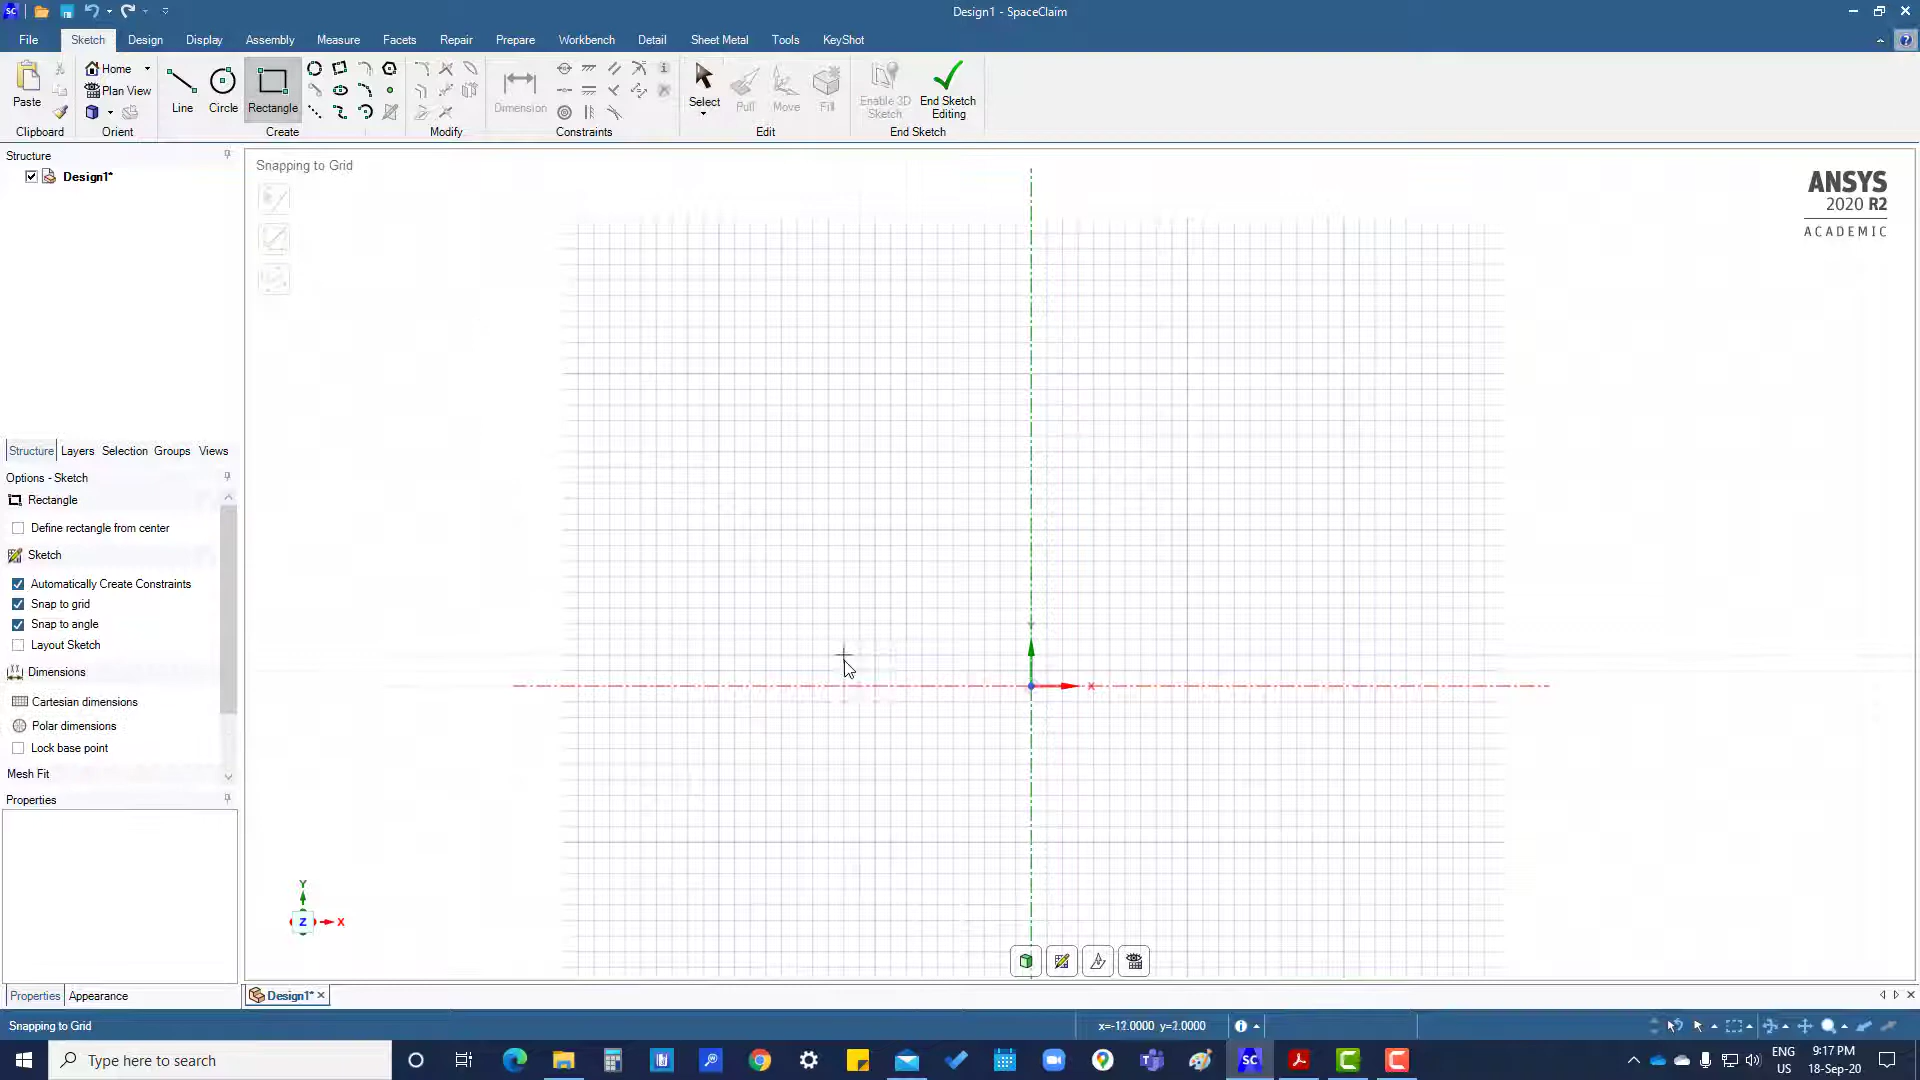 Design1 - SpaceClaim
File Sketch Design Display Assembly Measure Facets Repair Prepare Workbench Detail Sheet Metal Tools KeyShot
Paste
Home
Plan View
Line Circle Rectangle
Dimension
Select Pull Move Fill
Enable 3D Sketch
End Sketch Editing
Clipboard Orient Create Modify Constraints Edit End Sketch
Structure
Design1*
Snapping to Grid
ANSYS
2020 R2
ACADEMIC
Structure Layers Selection Groups Views
Options - Sketch
Rectangle
Define rectangle from center
Sketch
Automatically Create Constraints
Snap to grid
Snap to angle
Layout Sketch
Dimensions
Cartesian dimensions
Polar dimensions
Lock base point
Mesh Fit
Properties
Y
X
Y
Z
X
Properties Appearance
Design1*
Snapping to Grid
x=-12.0000 y=2.0000
Type here to search
SC
ENG
US
9:17 PM
18-Sep-20